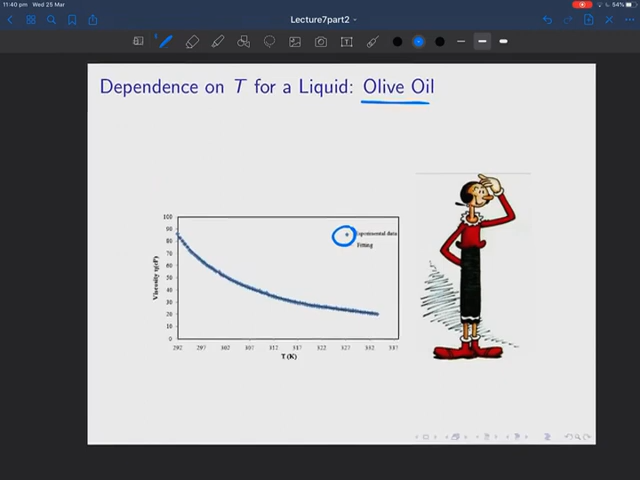 11:40 pm Wed 25 Mar
Lecture7part2
54%
Dependence on T for a Liquid: Olive Oil
100
90
80
70
60
50
40
30
20
10
0
Viscosity η(cP)
Experimental data
Fitting
292 297 302 307 312 317 322 327 332 337
T (K)